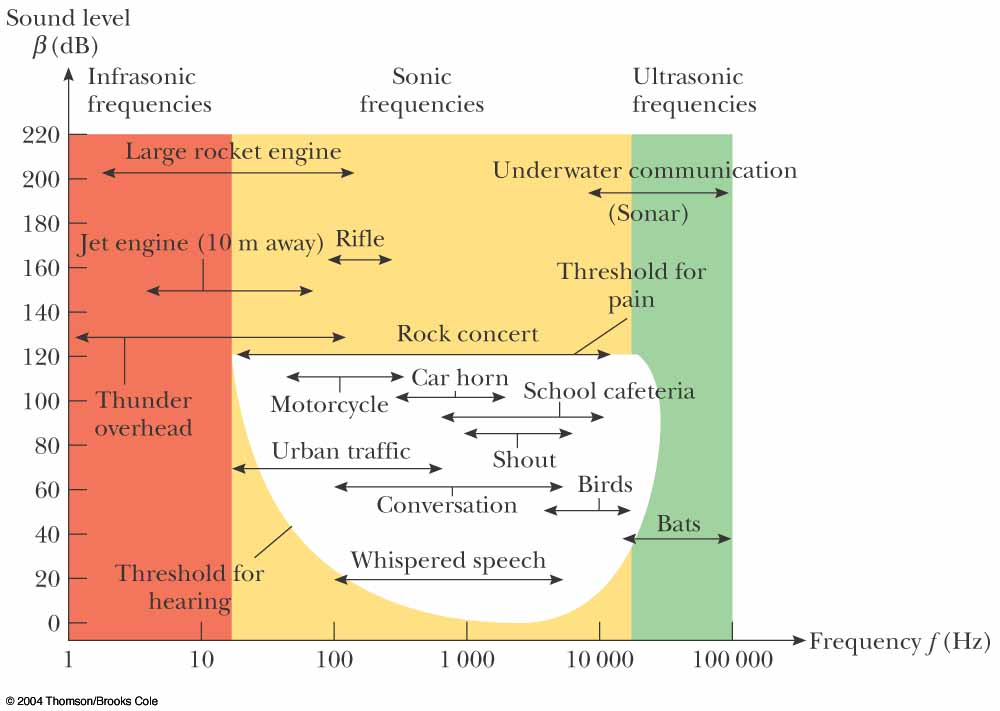 Sound level
β (dB)
Infrasonic
frequencies
Sonic
frequencies
Ultrasonic
frequencies
220
200
180
160
140
120
100
80
60
40
20
0
Large rocket engine
Underwater communication
(Sonar)
Jet engine (10 m away)
Rifle
Threshold for
pain
Rock concert
Thunder
overhead
Motorcycle
Car horn
School cafeteria
Shout
Urban traffic
Conversation
Birds
Bats
Whispered speech
Threshold for
hearing
1
10
100
1 000
10 000
100 000
Frequency f (Hz)
© 2004 Thomson/Brooks Cole